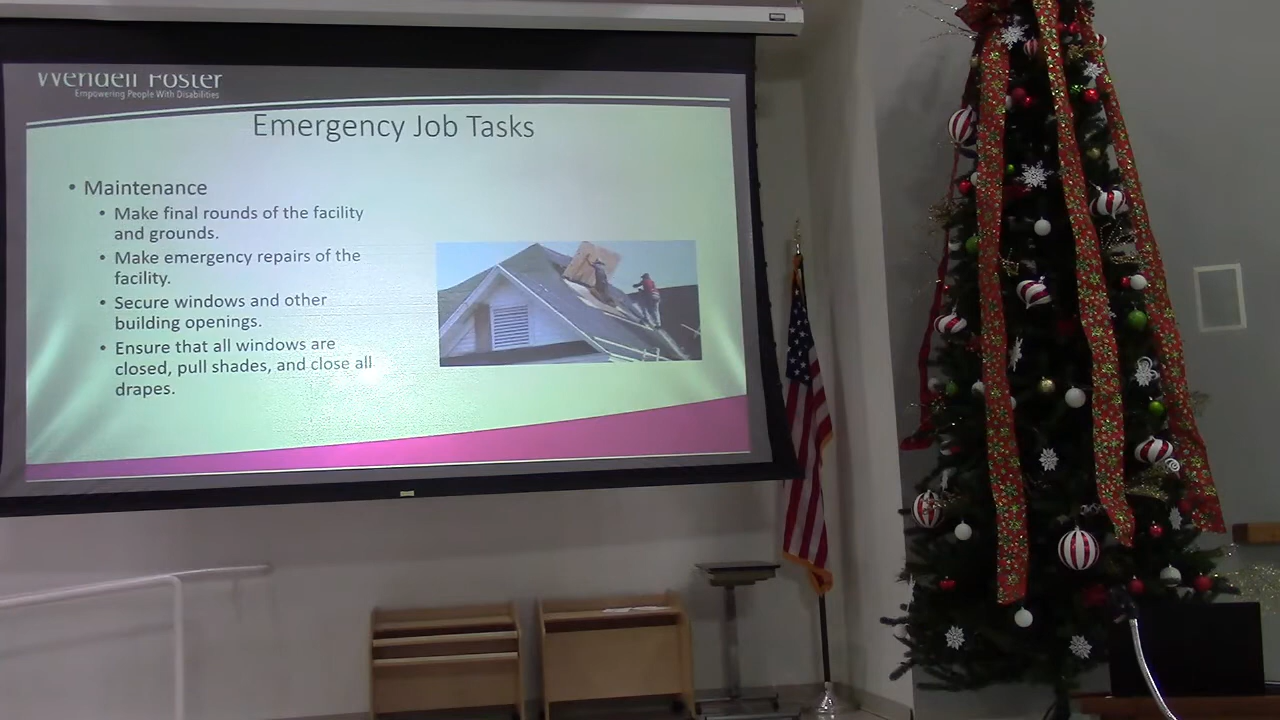 Wendell Foster
Empowering People With Disabilities
Emergency Job Tasks
• Maintenance
• Make final rounds of the facility
and grounds.
• Make emergency repairs of the
facility.
• Secure windows and other
building openings.
• Ensure that all windows are
closed, pull shades, and close all
drapes.